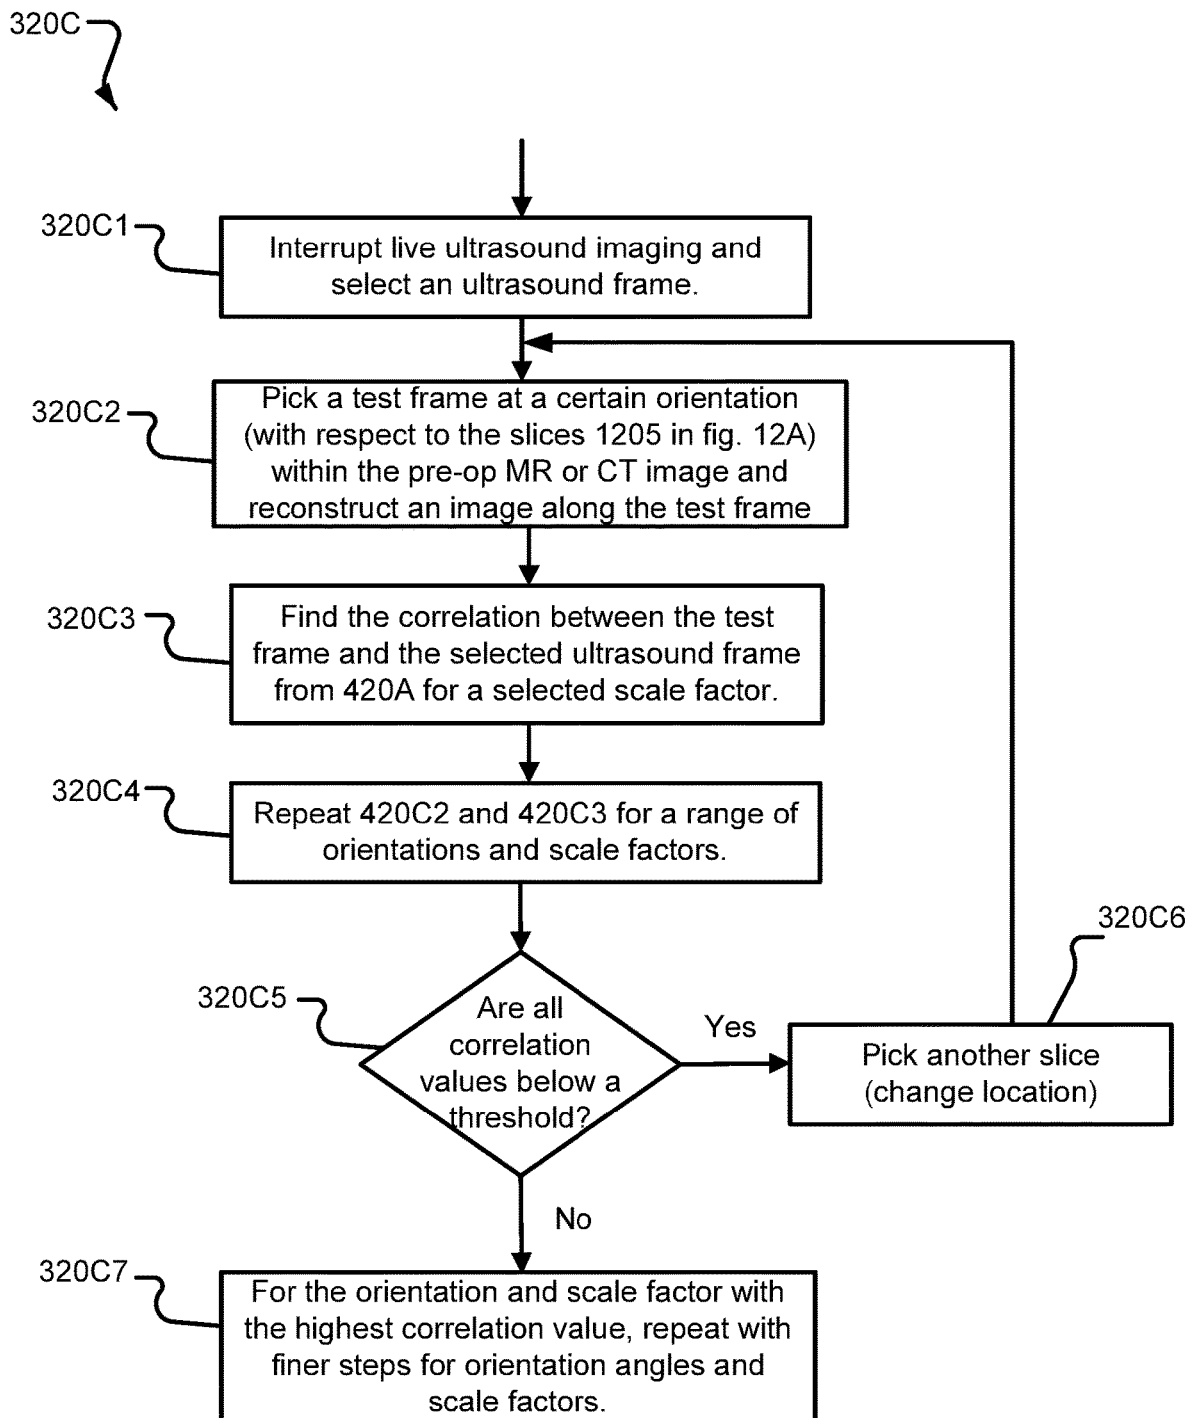 320C
320C1
Interrupt live ultrasound imaging and
select an ultrasound frame.
320C2
Pick a test frame at a certain orientation
(with respect to the slices 1205 in fig. 12A)
within the pre-op MR or CT image and
reconstruct an image along the test frame
320C3
Find the correlation between the test
frame and the selected ultrasound frame
from 420A for a selected scale factor.
320C4
Repeat 420C2 and 420C3 for a range of
orientations and scale factors.
320C5
Are all
correlation
values below a
threshold?
Yes
320C6
Pick another slice
(change location)
No
320C7
For the orientation and scale factor with
the highest correlation value, repeat with
finer steps for orientation angles and
scale factors.